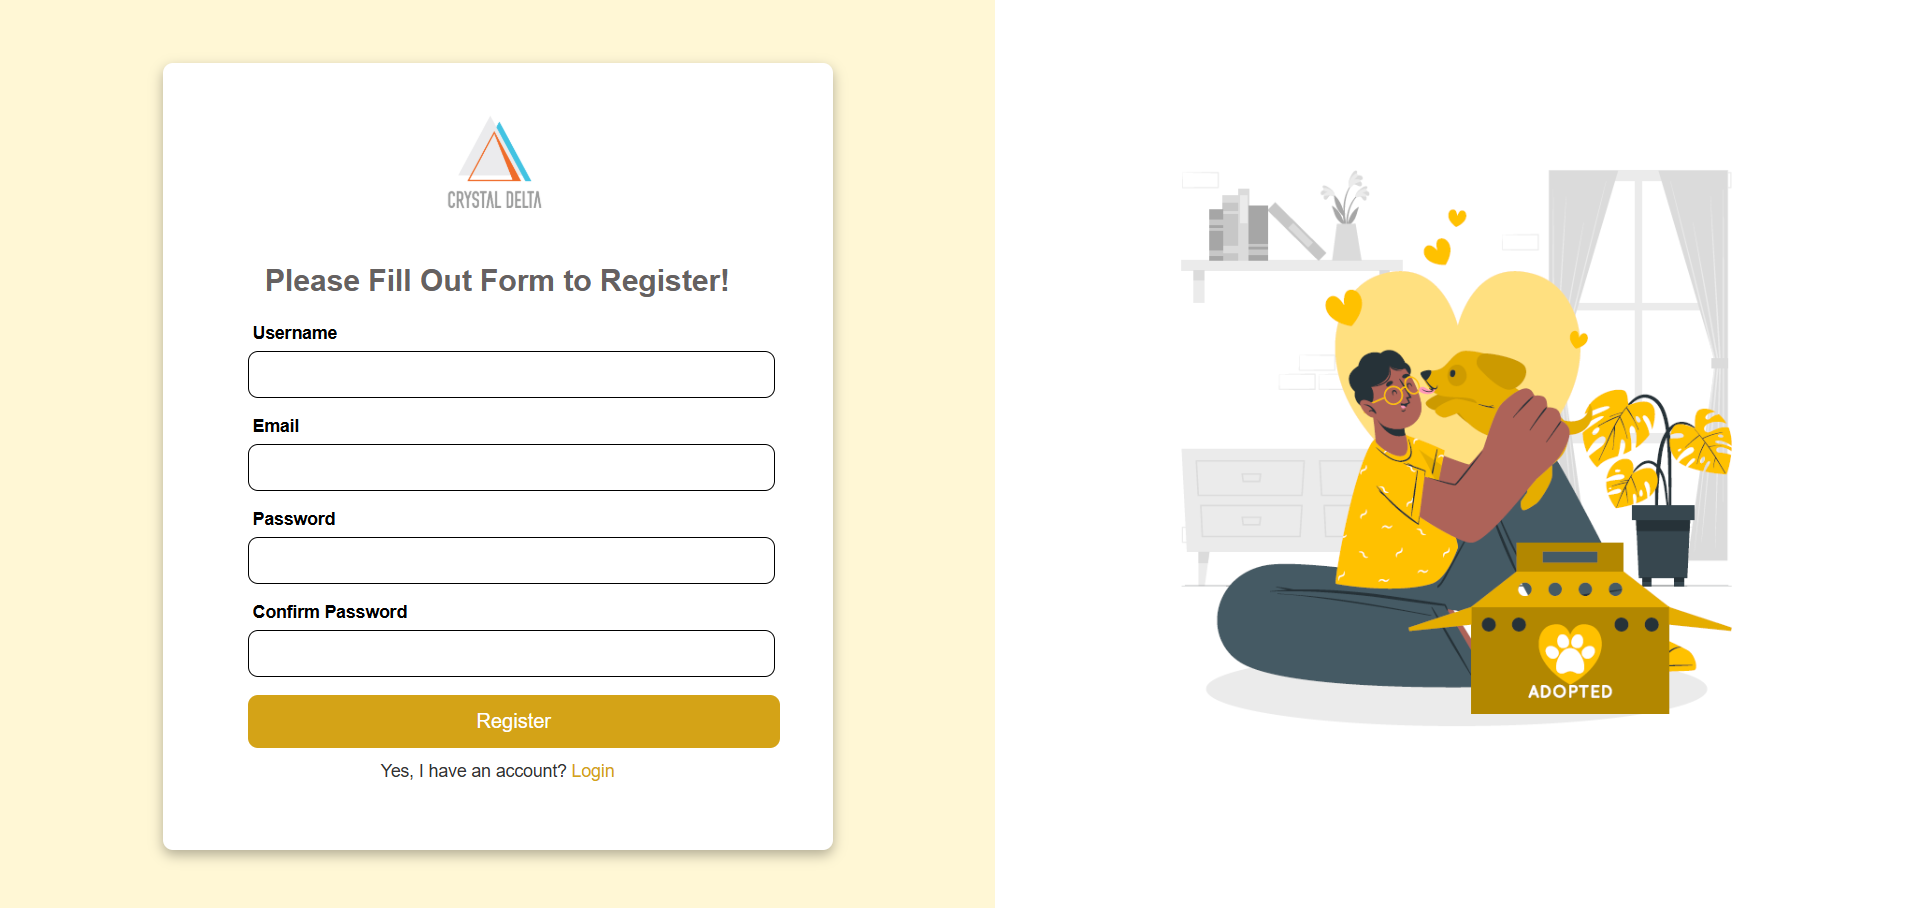 CRYSTAL DELTA
Please Fill Out Form to Register!
Username
Email
Password
Confirm Password
Register
Yes, I have an account? Login
ADOPTED